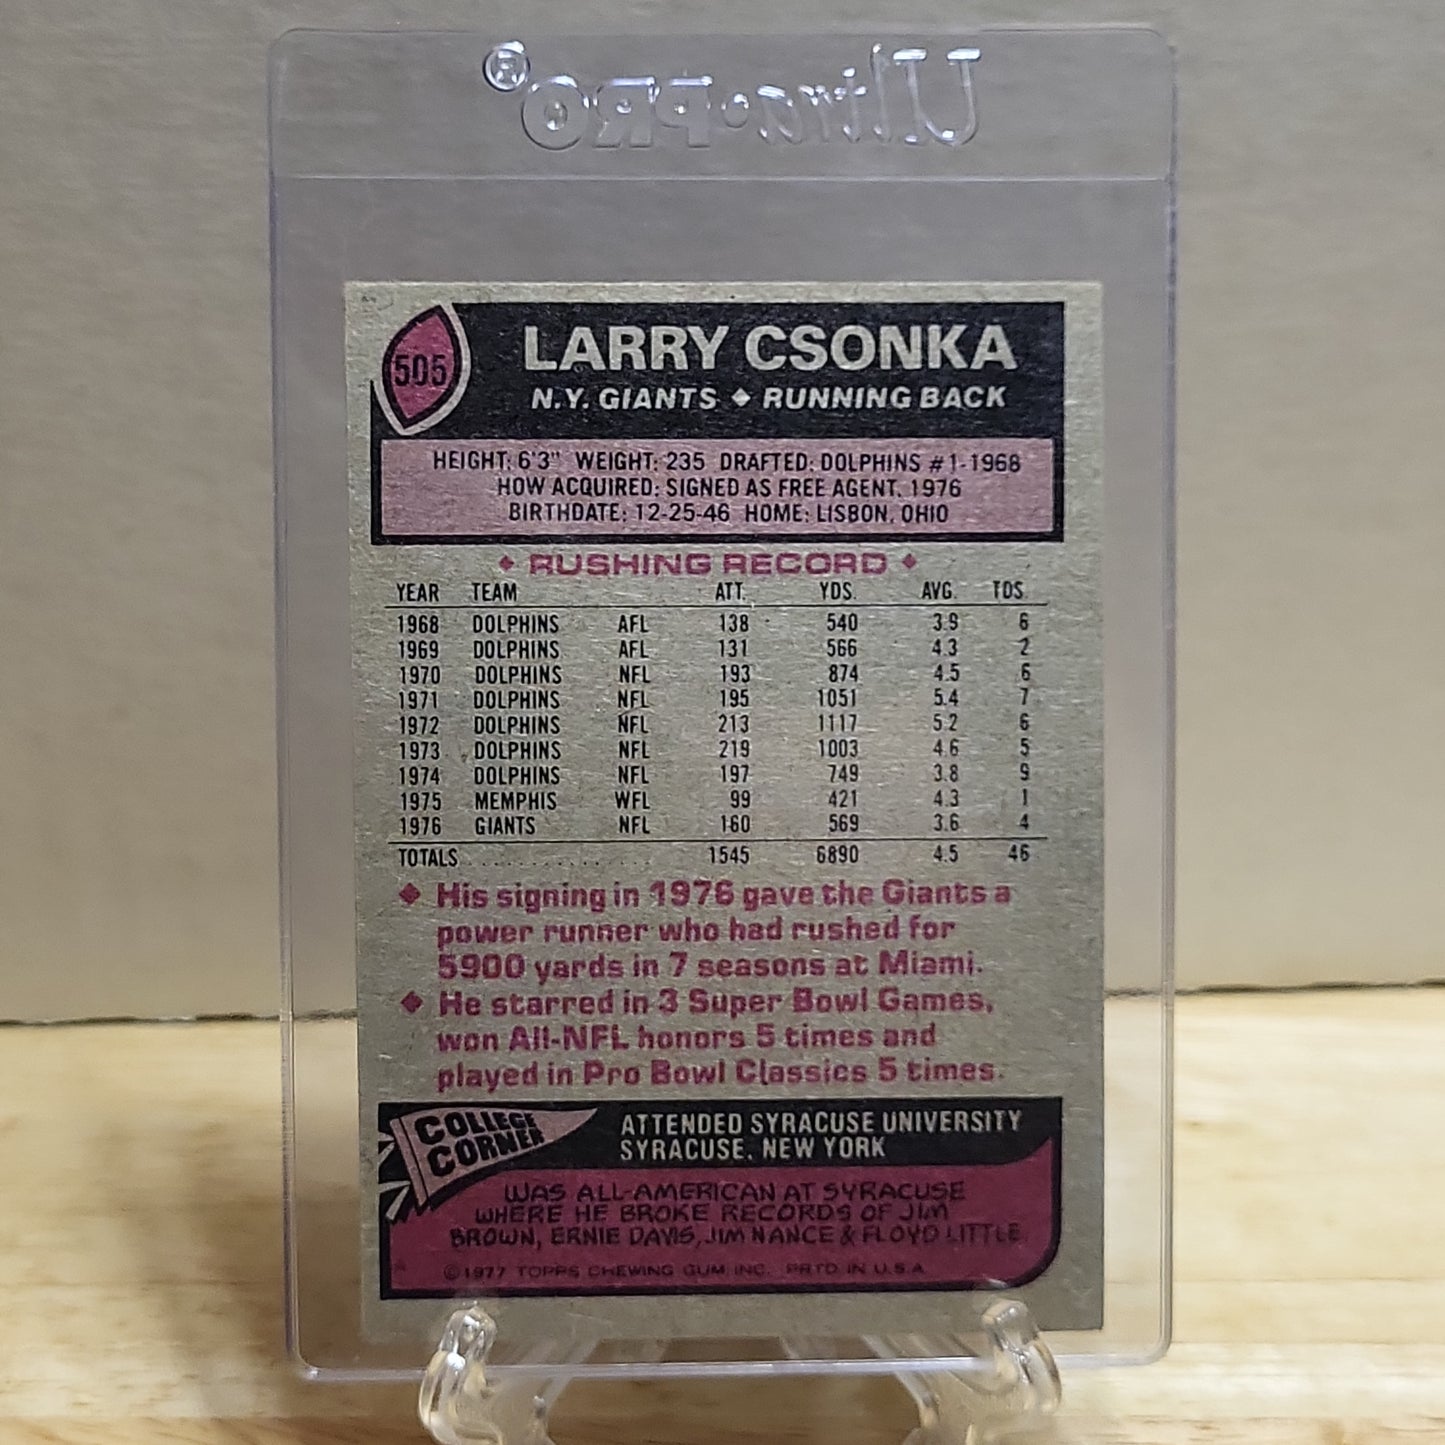 Ultra•PRO®
505
LARRY CSONKA
N.Y. GIANTS ◆ RUNNING BACK
HEIGHT: 6'3" WEIGHT: 235 DRAFTED: DOLPHINS #1-1968
HOW ACQUIRED: SIGNED AS FREE AGENT, 1976
BIRTHDATE: 12-25-46 HOME: LISBON, OHIO
◆ RUSHING RECORD ◆
YEAR TEAM ATT. YDS. AVG. TDS.
1968 DOLPHINS AFL 138 540 3.9 6
1969 DOLPHINS AFL 131 566 4.3 2
1970 DOLPHINS NFL 193 874 4.5 6
1971 DOLPHINS NFL 195 1051 5.4 7
1972 DOLPHINS NFL 213 1117 5.2 6
1973 DOLPHINS NFL 219 1003 4.6 5
1974 DOLPHINS NFL 197 749 3.8 9
1975 MEMPHIS WFL 99 421 4.3 1
1976 GIANTS NFL 160 569 3.6 4
TOTALS 1545 6890 4.5 46
◆ His signing in 1976 gave the Giants a
power runner who had rushed for
5900 yards in 7 seasons at Miami.
◆ He starred in 3 Super Bowl Games,
won All-NFL honors 5 times and
played in Pro Bowl Classics 5 times.
COLLEGE
CORNER
ATTENDED SYRACUSE UNIVERSITY
SYRACUSE, NEW YORK
WAS ALL-AMERICAN AT SYRACUSE
WHERE HE BROKE RECORDS OF JIM
BROWN, ERNIE DAVIS, JIM NANCE & FLOYD LITTLE.
©1977 TOPPS CHEWING GUM INC. PRTD IN U.S.A.